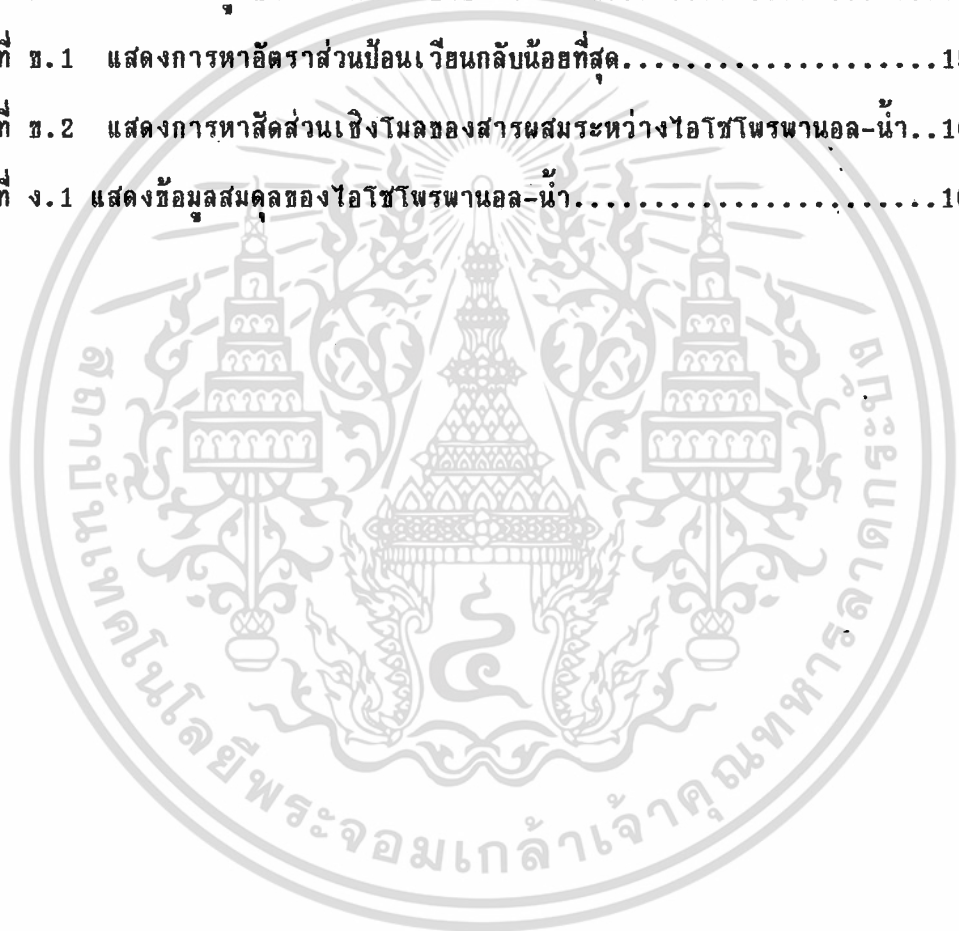 ที่ ข.1 แสดงการหาอัตราส่วนป้อนเวียนกลับน้อยที่สุด.....................
ที่ ข.2 แสดงการหาสัดส่วนเชิงโมลของสารผสมระหว่างไอโซโพรพานอล-น้ำ..
ที่ ง.1 แสดงข้อมูลสมดุลของไอโซโพรพานอล-น้ำ........................
สถาบันเทคโนโลยีพระจอมเกล้าเจ้าคุณทหารลาดกระบัง